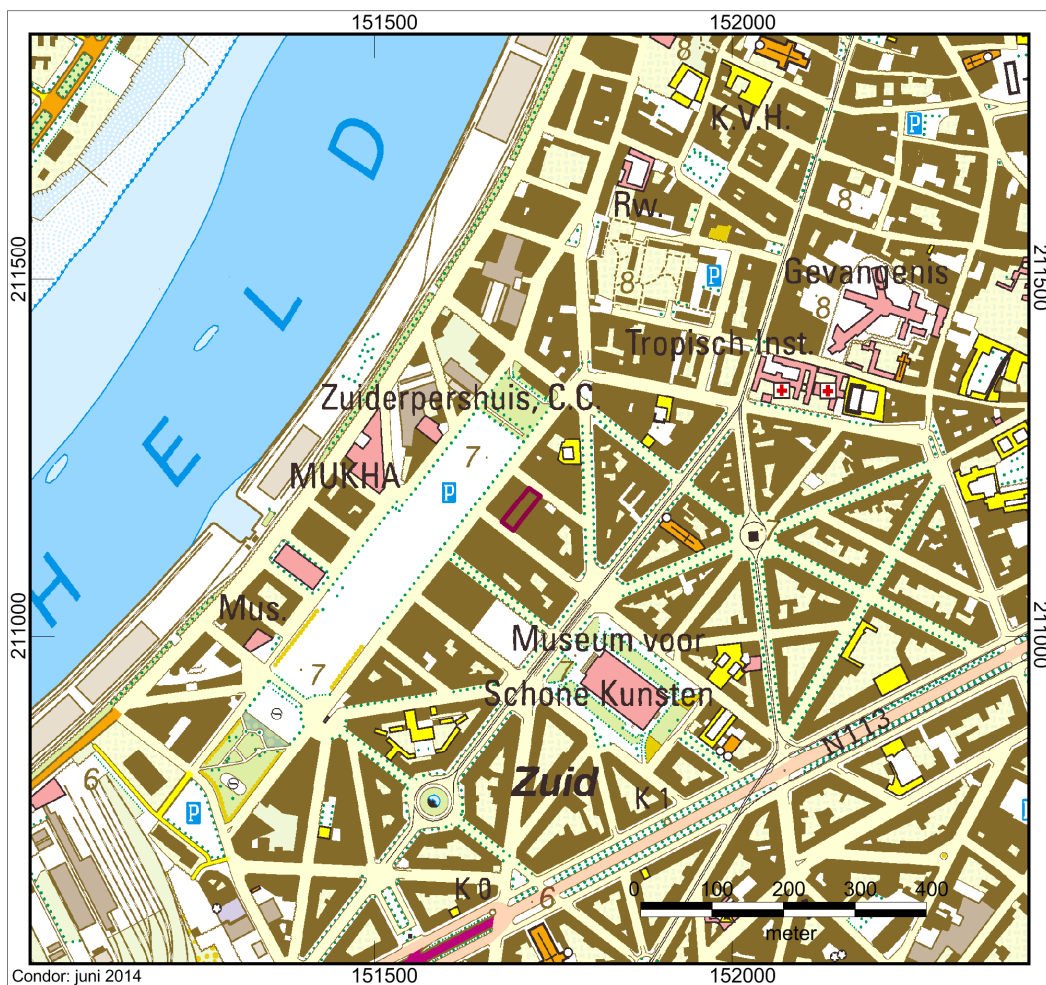 151500
152000
D
L
E
H
211500
211000
211500
211000
8
K.V.H.
P
8
Rw.
8
P
Gevangenis
8
Tropisch Inst.
Zuiderpershuis, C.C.
7
MUKHA
P
7
Mus.
7
Museum voor
7
Schone Kunsten
N113
Zuid
K 1
6
P
K 0
6
0 100 200 300 400
meter
151500
152000
Condor: juni 2014